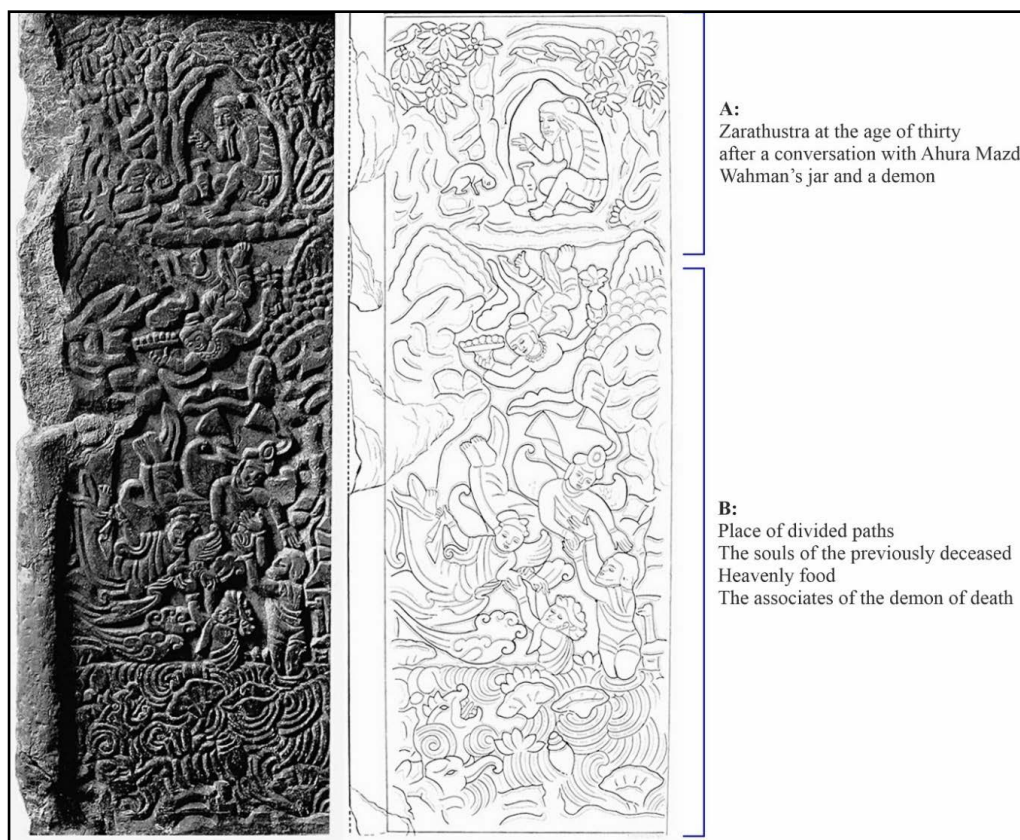 A:
Zarathustra at the age of thirty
after a conversation with Ahura Mazd
Wahman's jar and a demon
B:
Place of divided paths
The souls of the previously deceased
Heavenly food
The associates of the demon of death